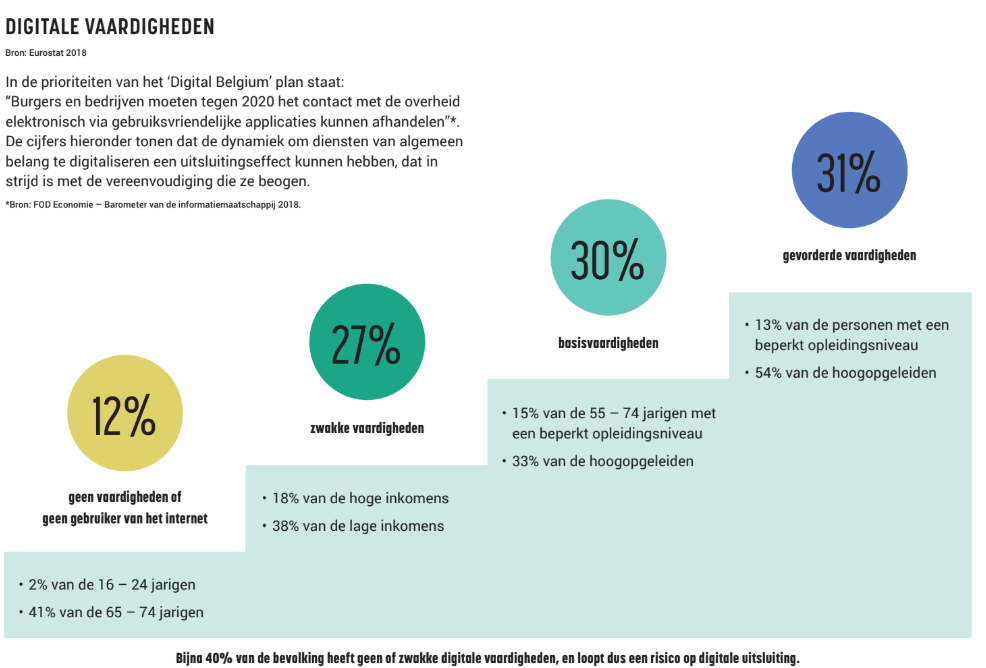 DIGITALE VAARDIGHEDEN
Bron: Eurostat 2018
In de prioriteiten van het ‘Digital Belgium’ plan staat:
“Burgers en bedrijven moeten tegen 2020 het contact met de overheid
elektronisch via gebruiksvriendelijke applicaties kunnen afhandelen”*.
De cijfers hieronder tonen dat de dynamiek om diensten van algemeen
belang te digitaliseren een uitsluitingseffect kunnen hebben, dat in
strijd is met de vereenvoudiging die ze beogen.
*Bron: FOD Economie – Barometer van de informatiemaatschappij 2018.
12%
geen vaardigheden of
geen gebruiker van het internet
• 2% van de 16 – 24 jarigen
• 41% van de 65 – 74 jarigen
27%
zwakke vaardigheden
• 18% van de hoge inkomens
• 38% van de lage inkomens
30%
basisvaardigheden
• 15% van de 55 – 74 jarigen met
een beperkt opleidingsniveau
• 33% van de hoogopgeleiden
31%
gevorderde vaardigheden
• 13% van de personen met een
beperkt opleidingsniveau
• 54% van de hoogopgeleiden
Bijna 40% van de bevolking heeft geen of zwakke digitale vaardigheden, en loopt dus een risico op digitale uitsluiting.